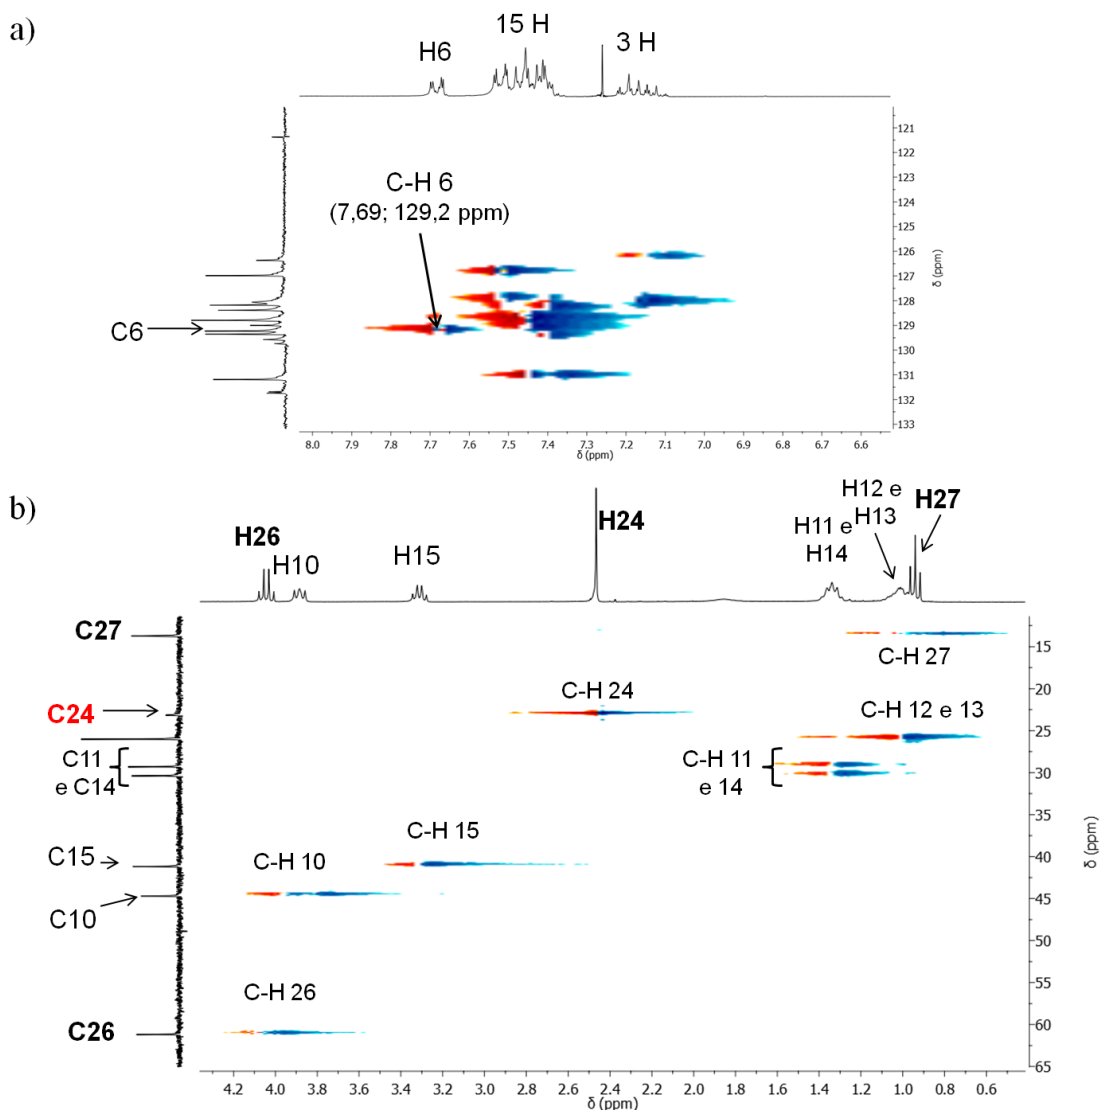 a)
15 H
H6
3 H
C-H 6
(7,69; 129,2 ppm)
C6
121
122
123
124
125
126
127
128
129
130
131
132
133
δ (ppm)
8.0 7.9 7.8 7.7 7.6 7.5 7.4 7.3 7.2 7.1 7.0 6.9 6.8 6.7 6.6
δ (ppm)
b)
H26
H10
H15
H24
H11 e
H14
H12 e
H13
H27
C27
C24
C11
e C14
C15
C10
C26
C-H 27
C-H 24
C-H 12 e 13
C-H 11
e 14
C-H 15
C-H 10
C-H 26
15
20
25
30
35
40
45
50
55
60
65
δ (ppm)
4.2 4.0 3.8 3.6 3.4 3.2 3.0 2.8 2.6 2.4 2.2 2.0 1.8 1.6 1.4 1.2 1.0 0.8 0.6
δ (ppm)